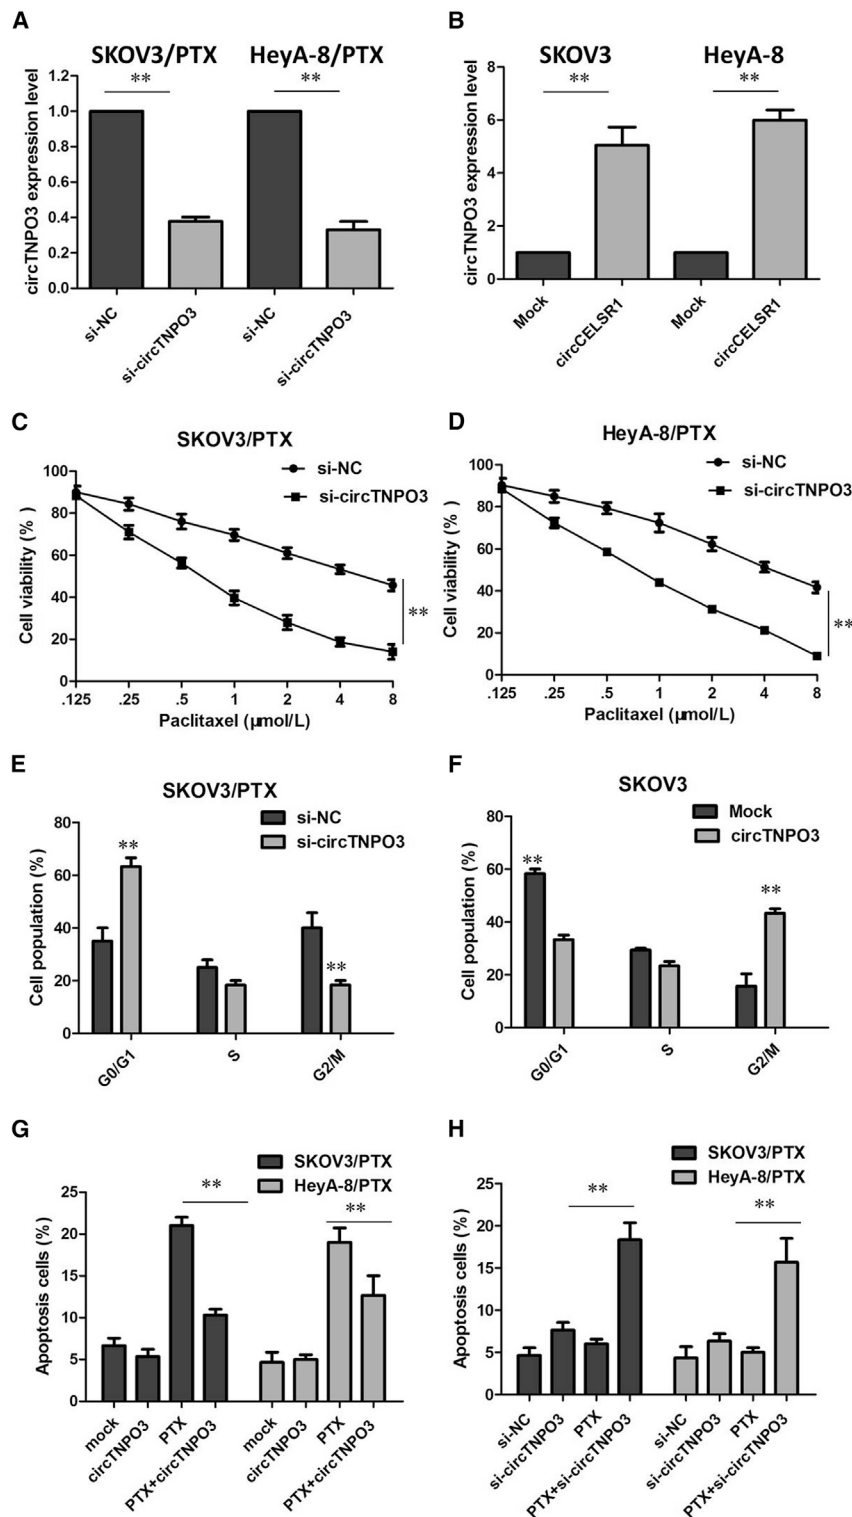 A
SKOV3/PTX HeyA-8/PTX
**
**
circTNPO3 expression level
1.2
1.0
0.8
0.6
0.4
0.2
0.0
si-NC
si-circTNPO3
si-NC
si-circTNPO3
B
SKOV3 HeyA-8
**
**
circTNPO3 expression level
8
6
4
2
0
Mock
circCELSR1
Mock
circCELSR1
C
SKOV3/PTX
si-NC
si-circTNPO3
Cell viability (% )
100
80
60
40
20
0
**
.125 .25 .5 1 2 4 8
Paclitaxel (μmol/L)
D
HeyA-8/PTX
si-NC
si-circTNPO3
Cell viability (% )
100
80
60
40
20
0
**
.125 .25 .5 1 2 4 8
Paclitaxel (μmol/L)
E
SKOV3/PTX
si-NC
si-circTNPO3
Cell population (%)
80
60
40
20
0
**
**
G0/G1
S
G2/M
F
SKOV3
Mock
circTNPO3
Cell population (%)
80
60
40
20
0
**
**
G0/G1
S
G2/M
G
SKOV3/PTX
HeyA-8/PTX
Apoptosis cells (%)
25
20
15
10
5
0
**
**
mock
circTNPO3
PTX
PTX+circTNPO3
mock
circTNPO3
PTX
PTX+circTNPO3
H
SKOV3/PTX
HeyA-8/PTX
Apoptosis cells (%)
25
20
15
10
5
0
**
**
si-NC
si-circTNPO3
PTX
PTX+si-circTNPO3
si-NC
si-circTNPO3
PTX
PTX+si-circTNPO3